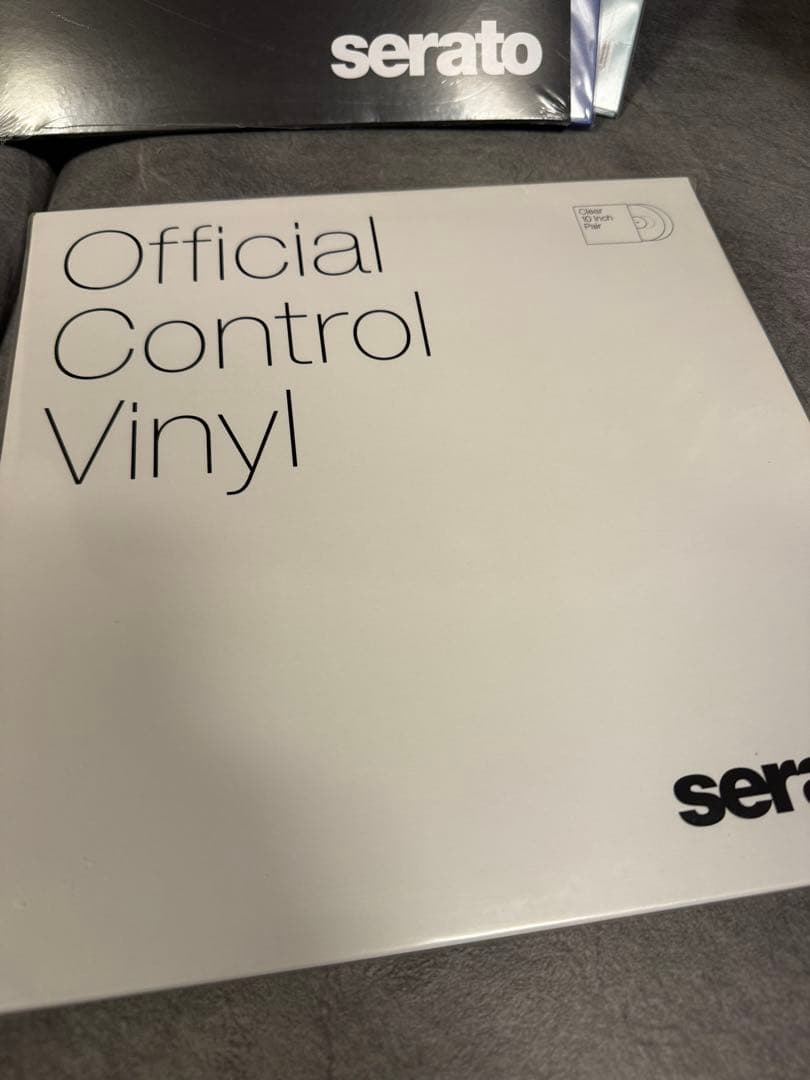 serato
Official
Control
Vinyl
Clear
10 Inch
Pair
sera